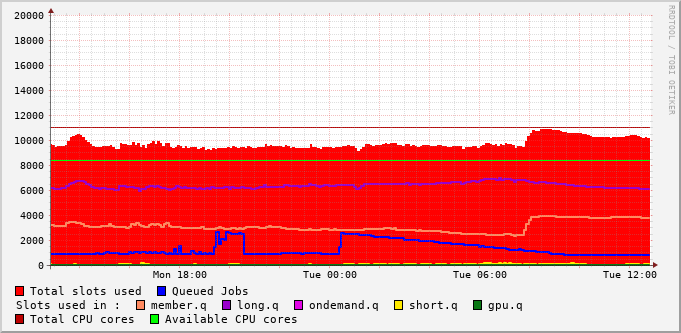 20000
18000
16000
14000
12000
10000
8000
6000
4000
2000
0
Mon 18:00 Tue 00:00 Tue 06:00 Tue 12:00
RRDTOOL / TOBI OETIKER
Total slots used Queued Jobs
Slots used in : member.q long.q ondemand.q short.q gpu.q
Total CPU cores Available CPU cores